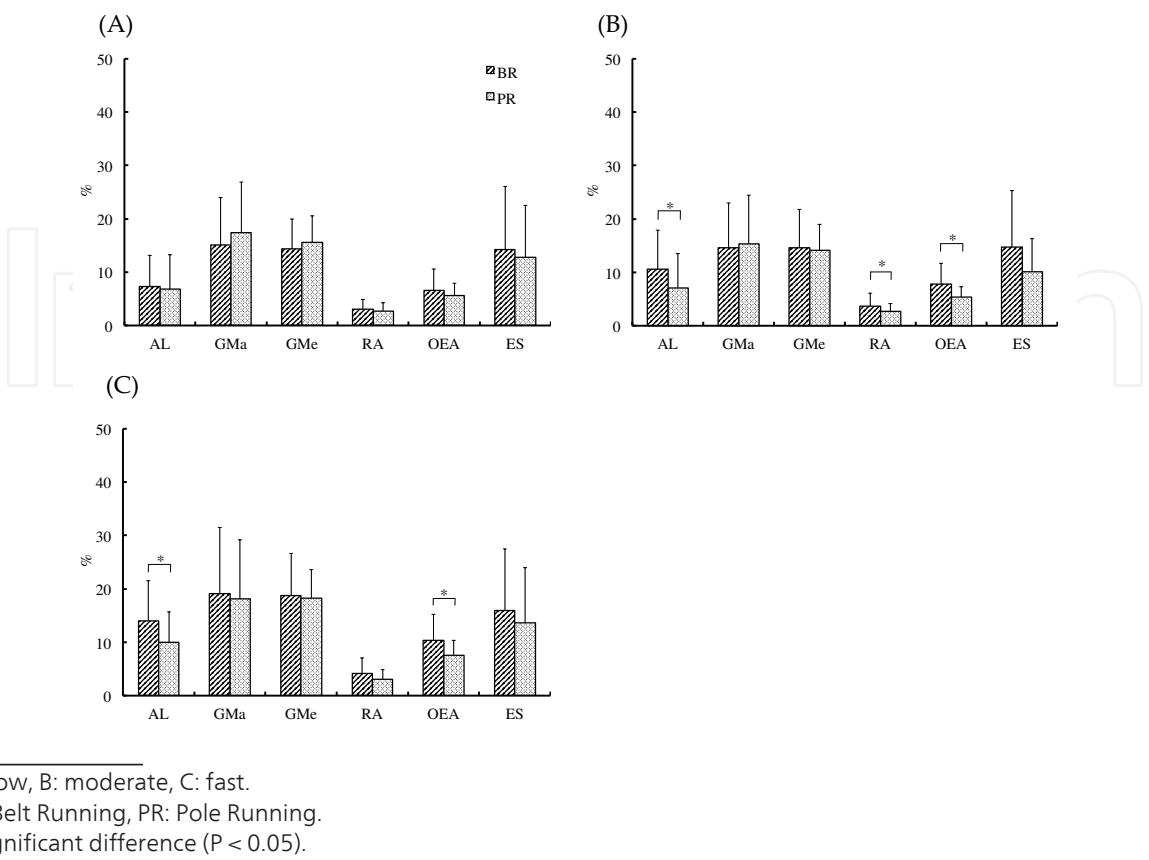 (A)
50
40
30
20
10
0
%
BR
PR
AL GMa GMe RA OEA ES
(B)
50
40
30
20
10
0
%
* * *
AL GMa GMe RA OEA ES
(C)
50
40
30
20
10
0
%
* *
AL GMa GMe RA OEA ES
ow, B: moderate, C: fast.
Belt Running, PR: Pole Running.
gnificant difference (P < 0.05).